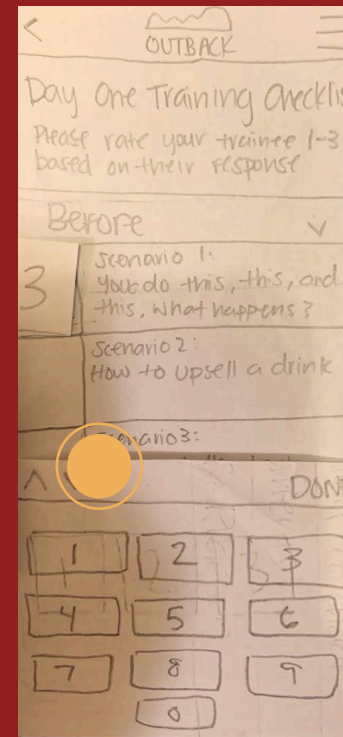 <
OUTBACK
Day One Training Checklis
Please rate your trainee 1-3
based on their response
Before
3
scenario 1:
You do this, this, and
this, what happens?
scenario 2:
How to upsell a drink
scenario3:
DON
1 2 3
4 5 6
7 8 9
0